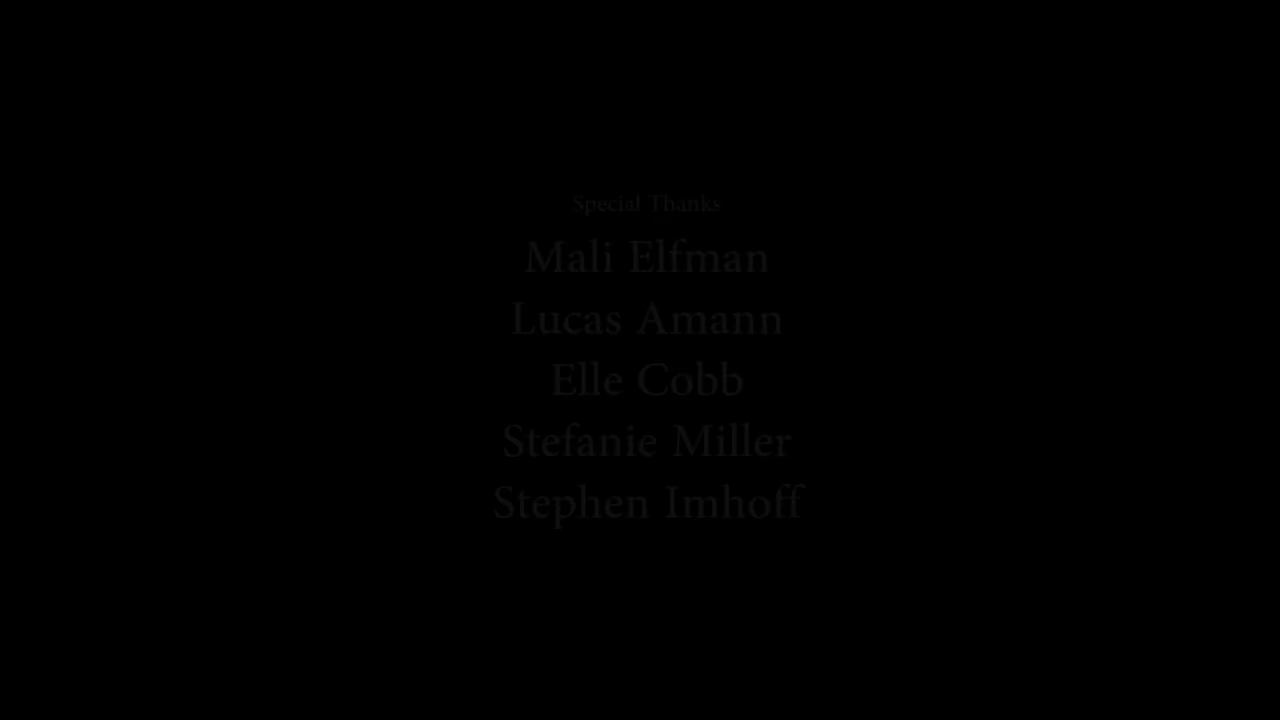 Special Thanks
Mali Elfman
Lucas Amann
Elle Cobb
Stefanie Miller
Stephen Imhoff